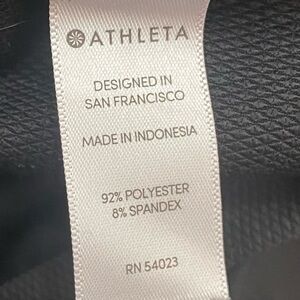 ATHLETA
DESIGNED IN
SAN FRANCISCO
MADE IN INDONESIA
92% POLYESTER
8% SPANDEX
RN 54023